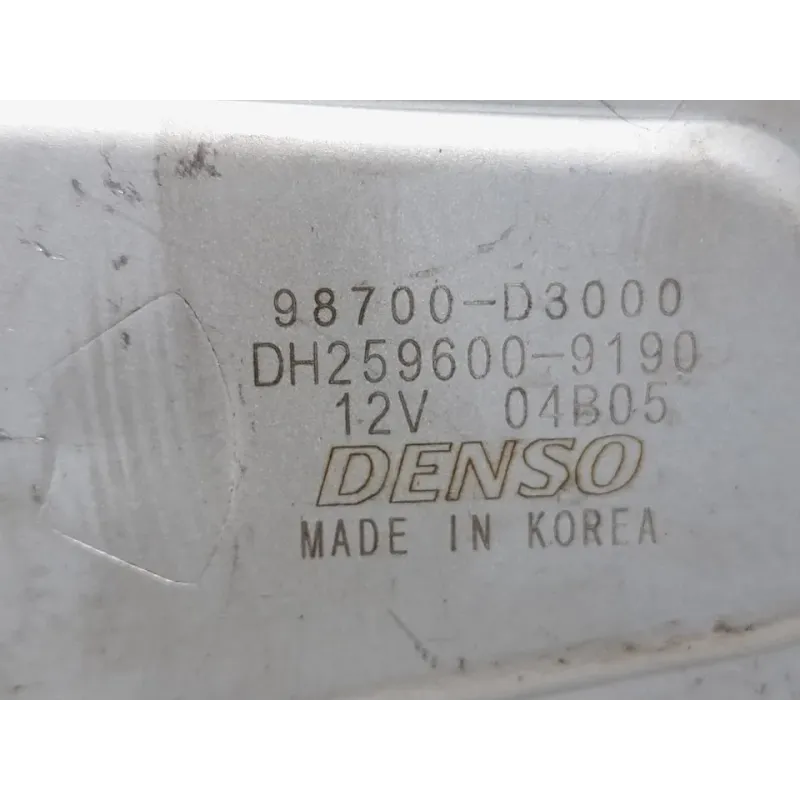 98700-D3000
DH259600-9190
12V 04B05
DENSO
MADE IN KOREA